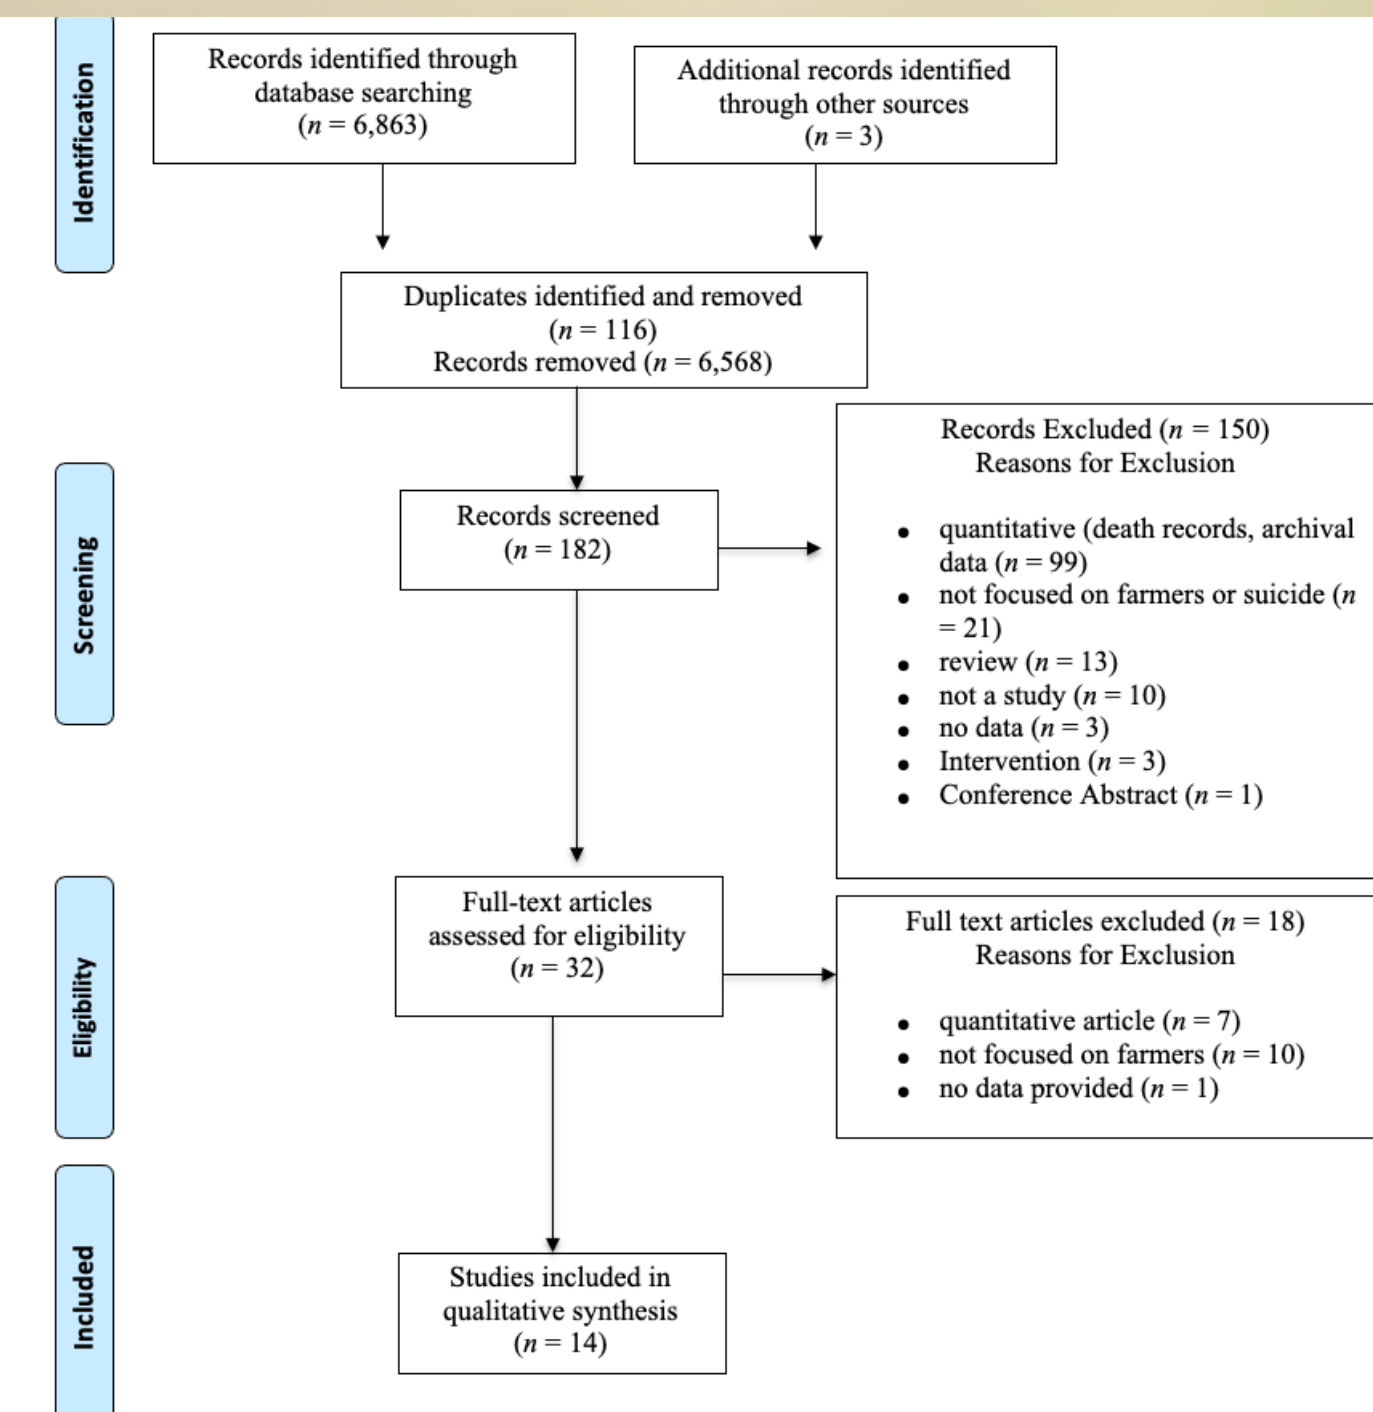 Identification
Records identified through
database searching
(n = 6,863)
Additional records identified
through other sources
(n = 3)
Duplicates identified and removed
(n = 116)
Records removed (n = 6,568)
Screening
Records screened
(n = 182)
Records Excluded (n = 150)
Reasons for Exclusion
• quantitative (death records, archival
data (n = 99)
• not focused on farmers or suicide (n
= 21)
• review (n = 13)
• not a study (n = 10)
• no data (n = 3)
• Intervention (n = 3)
• Conference Abstract (n = 1)
Eligibility
Full-text articles
assessed for eligibility
(n = 32)
Full text articles excluded (n = 18)
Reasons for Exclusion
• quantitative article (n = 7)
• not focused on farmers (n = 10)
• no data provided (n = 1)
Included
Studies included in
qualitative synthesis
(n = 14)